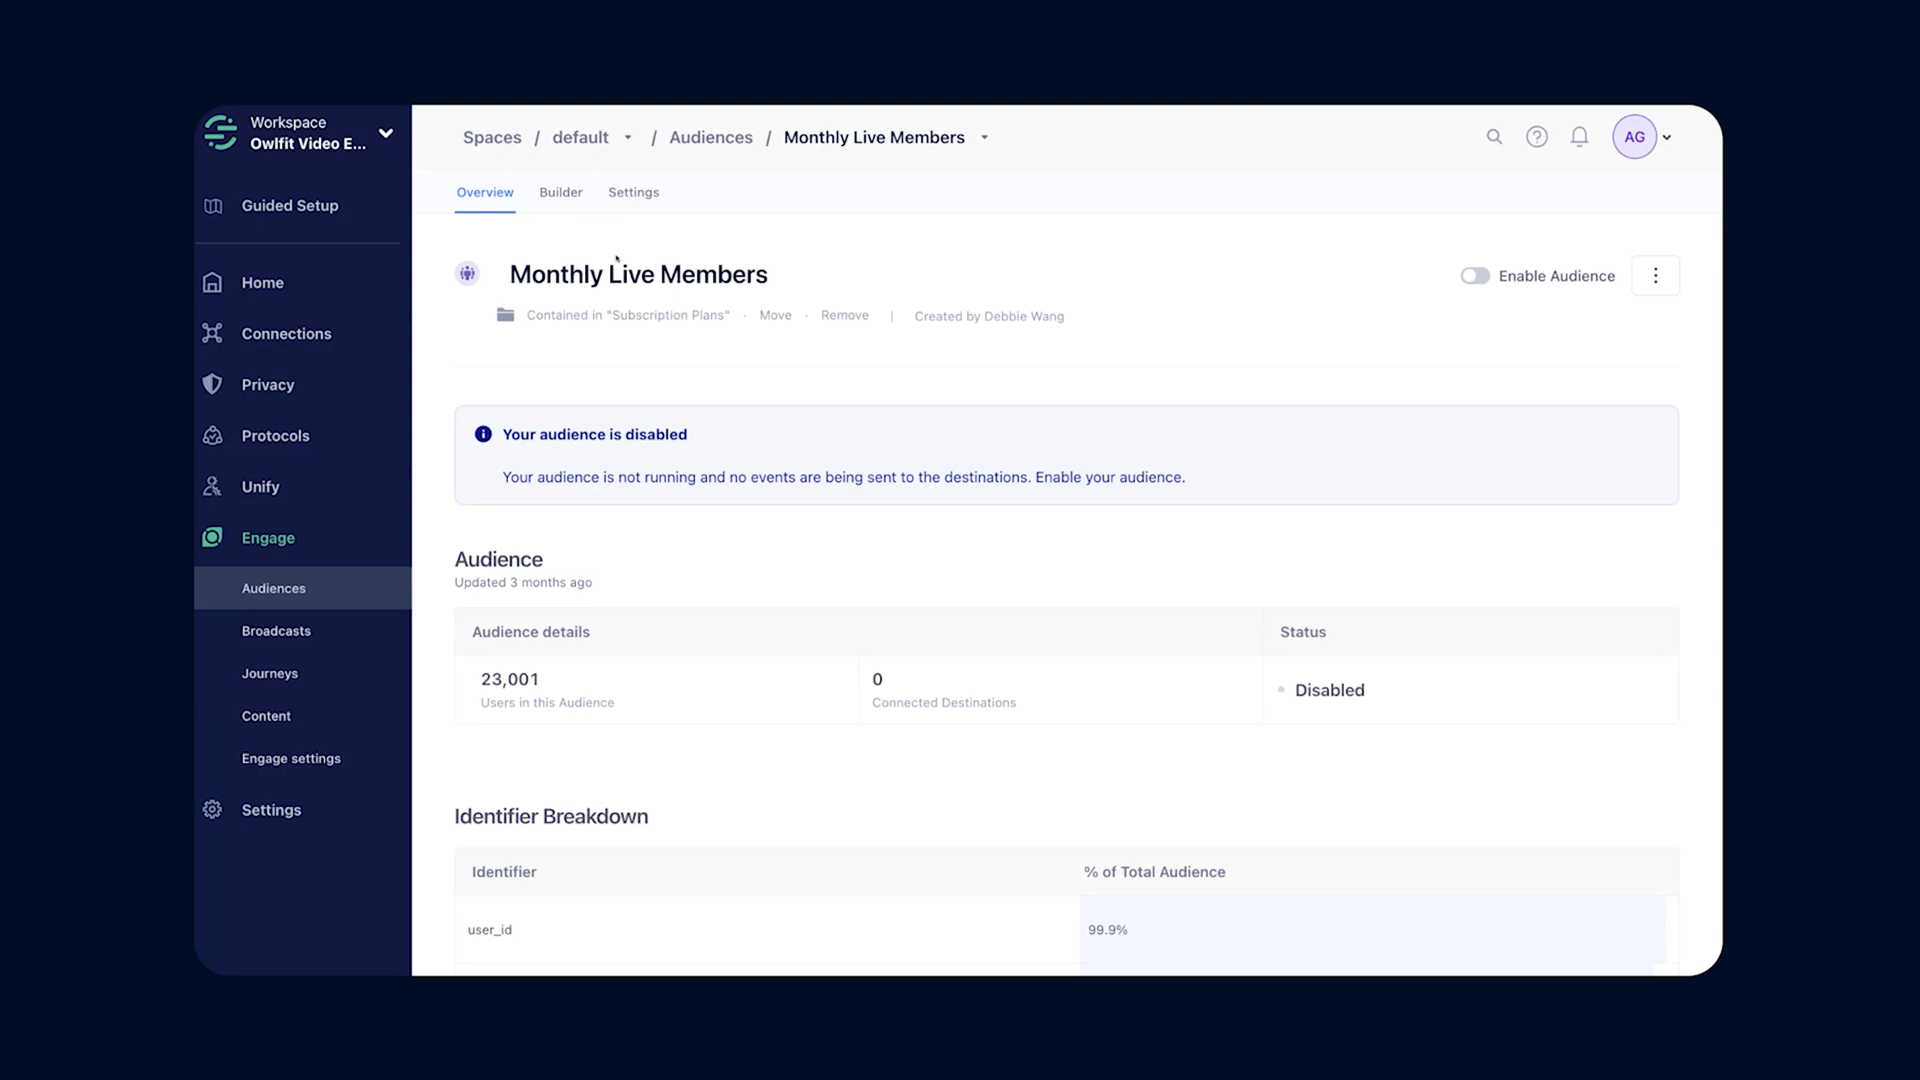 Workspace
Owlfit Video E...
Guided Setup
Home
Connections
Privacy
Protocols
Unify
Engage
Audiences
Broadcasts
Journeys
Content
Engage settings
Settings
Spaces / default / Audiences / Monthly Live Members
AG
Overview Builder Settings
Monthly Live Members
Enable Audience
Contained in "Subscription Plans" · Move · Remove | Created by Debbie Wang
Your audience is disabled
Your audience is not running and no events are being sent to the destinations. Enable your audience.
Audience
Updated 3 months ago
Audience details Status
23,001 0 Disabled
Users in this Audience Connected Destinations
Identifier Breakdown
Identifier % of Total Audience
user_id 99.9%